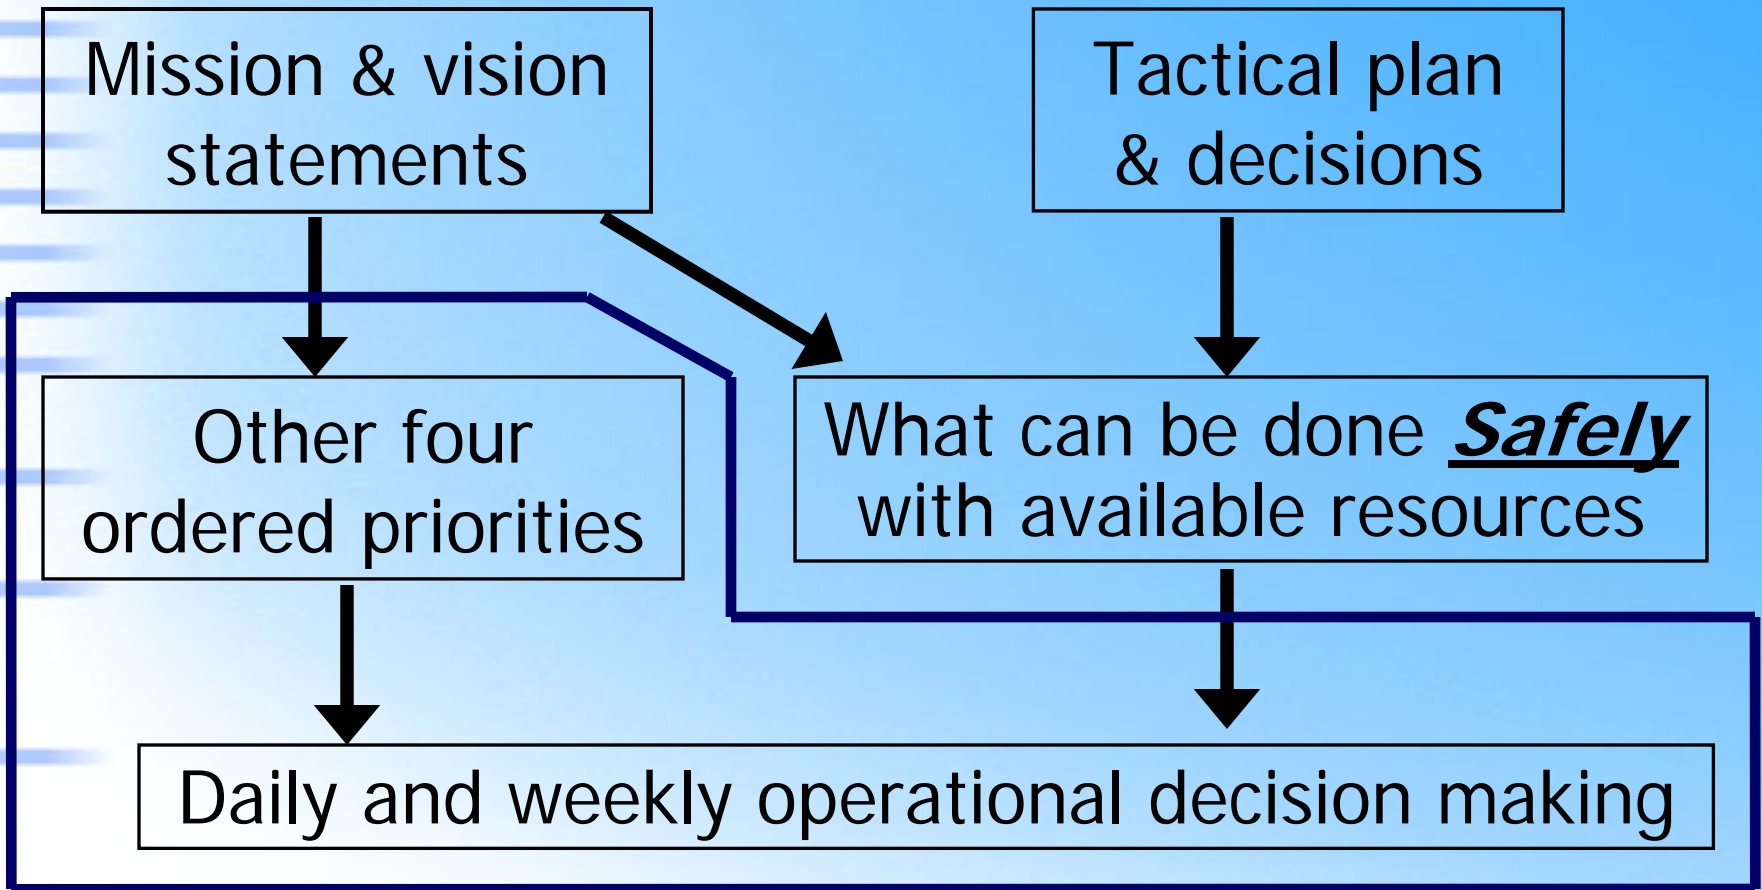 Mission & vision
statements
Tactical plan
& decisions
Other four
ordered priorities
What can be done Safely
with available resources
Daily and weekly operational decision making